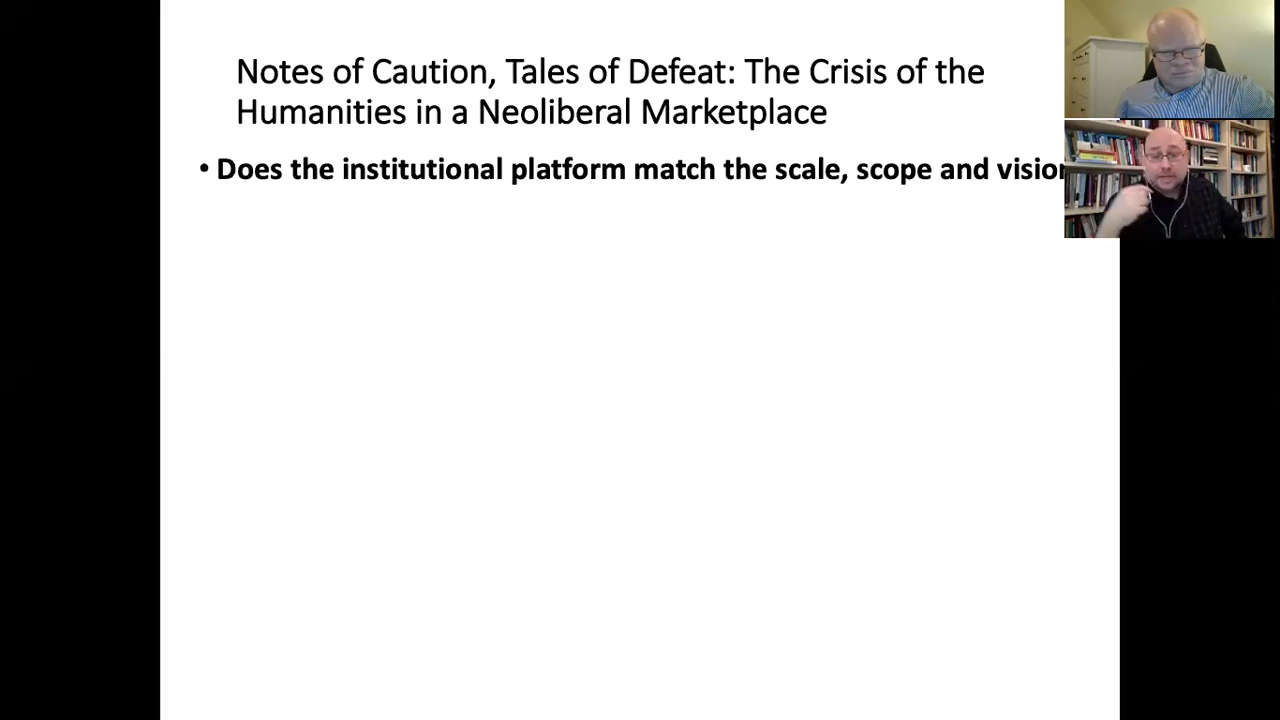 Notes of Caution, Tales of Defeat: The Crisis of the
Humanities in a Neoliberal Marketplace
• Does the institutional platform match the scale, scope and vision